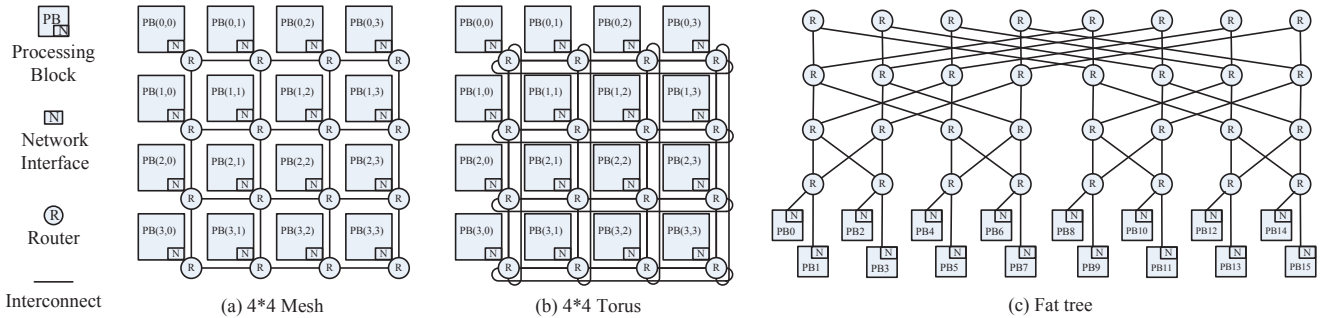 PB
N
Processing
Block
N
Network
Interface
R
Router
Interconnect
PB(0,0) PB(0,1) PB(0,2) PB(0,3)
N N N N
R R R R
PB(1,0) PB(1,1) PB(1,2) PB(1,3)
N N N N
R R R R
PB(2,0) PB(2,1) PB(2,2) PB(2,3)
N N N N
R R R R
PB(3,0) PB(3,1) PB(3,2) PB(3,3)
N N N N
R R R R
(a) 4*4 Mesh
PB(0,0) PB(0,1) PB(0,2) PB(0,3)
N N N N
R R R R
PB(1,0) PB(1,1) PB(1,2) PB(1,3)
N N N N
R R R R
PB(2,0) PB(2,1) PB(2,2) PB(2,3)
N N N N
R R R R
PB(3,0) PB(3,1) PB(3,2) PB(3,3)
N N N N
R R R R
(b) 4*4 Torus
R R R R R R R R
R R R R R R R R
R R R R R R R R
R R R R R R R R
N N N N N N N N
PB0 PB2 PB4 PB6 PB8 PB10 PB12 PB14
N N N N N N N N
PB1 PB3 PB5 PB7 PB9 PB11 PB13 PB15
(c) Fat tree